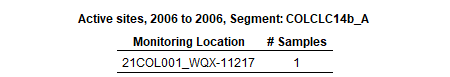 Active sites, 2006 to 2006, Segment: COLCLC14b_A
Monitoring Location # Samples
21COL001_WQX-11217 1